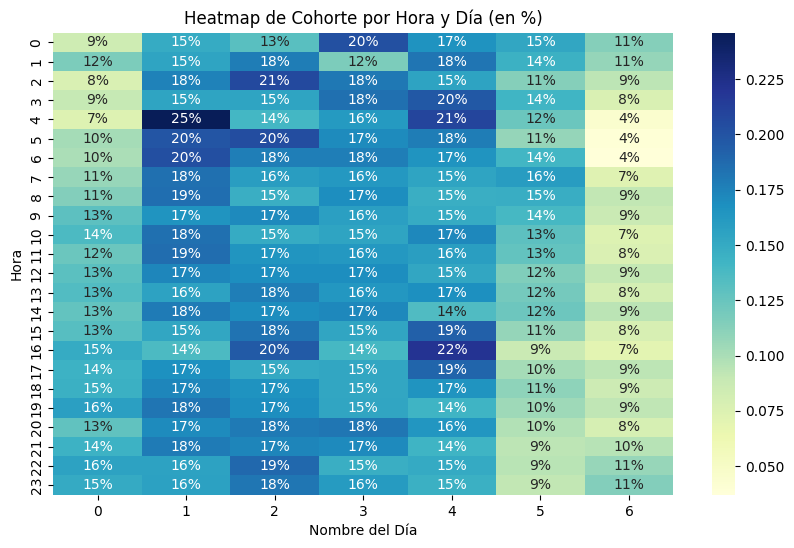 Heatmap de Cohorte por Hora y Día (en %)
Hora
0 9% 15% 13% 20% 17% 15% 11%
1 12% 15% 18% 12% 18% 14% 11%
2 8% 18% 21% 18% 15% 11% 9%
3 9% 15% 15% 18% 20% 14% 8%
4 7% 25% 14% 16% 21% 12% 4%
5 10% 20% 20% 17% 18% 11% 4%
6 10% 20% 18% 18% 17% 14% 4%
7 11% 18% 16% 16% 15% 16% 7%
8 11% 19% 15% 17% 15% 15% 9%
9 13% 17% 17% 16% 15% 14% 9%
10 14% 18% 15% 15% 17% 13% 7%
11 12% 19% 17% 16% 16% 13% 8%
12 13% 17% 17% 17% 15% 12% 9%
13 13% 16% 18% 16% 17% 12% 8%
14 13% 18% 17% 17% 14% 12% 9%
15 13% 15% 18% 15% 19% 11% 8%
16 15% 14% 20% 14% 22% 9% 7%
17 14% 17% 15% 15% 19% 10% 9%
18 15% 17% 17% 15% 17% 11% 9%
19 16% 18% 17% 15% 14% 10% 9%
20 13% 17% 18% 18% 16% 10% 8%
21 14% 18% 17% 17% 14% 9% 10%
22 16% 16% 19% 15% 15% 9% 11%
23 15% 16% 18% 16% 15% 9% 11%
0 1 2 3 4 5 6
Nombre del Día
0.225
0.200
0.175
0.150
0.125
0.100
0.075
0.050